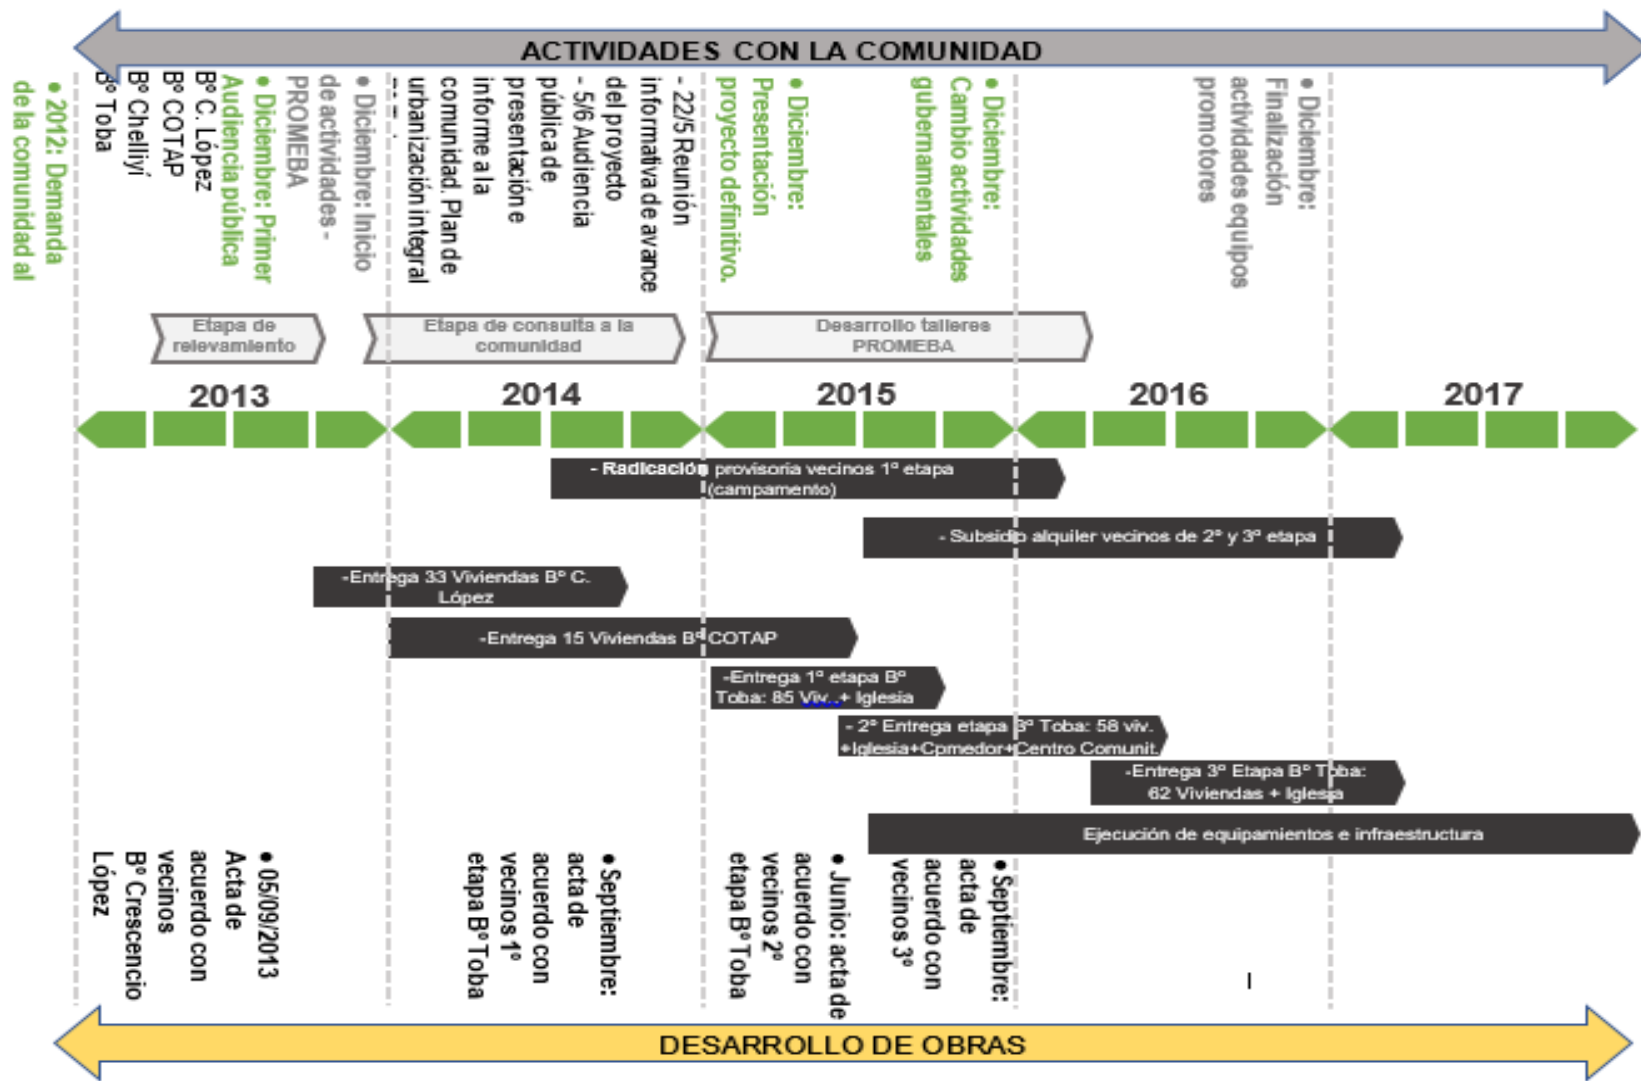 ACTIVIDADES CON LA COMUNIDAD
• 2012: Demanda
de la comunidad al
Bº C. López
Bº COTAP
Bº Chelliyí
Bº Toba
• Diciembre: Primer
Audiencia pública
• Diciembre: Inicio
de actividades -
PROMEBA
- 22/5 Reunión
informativa de avance
del proyecto
- 5/6 Audiencia
pública de
presentación e
informe a la
comunidad. Plan de
urbanización integral
• Diciembre:
Presentación
proyecto definitivo.
• Diciembre:
Cambio actividades
gubernamentales
• Diciembre:
Finalización
actividades equipos
promotores
Etapa de
relevamiento
Etapa de consulta a la
comunidad
Desarrollo talleres
PROMEBA
2013
2014
2015
2016
2017
- Radicación provisoria vecinos 1º etapa
(campamento)
- Subsidio alquiler vecinos de 2º y 3º etapa
-Entrega 33 Viviendas Bº C.
López
-Entrega 15 Viviendas Bº COTAP
-Entrega 1º etapa Bº
Toba: 85 Viv..+ Iglesia
- 2º Entrega etapa Bº Toba: 58 viv.
+Iglesia+Cpmedor+Centro Comunit.
-Entrega 3º Etapa Bº Toba:
62 Viviendas + Iglesia
Ejecución de equipamientos e infraestructura
• 05/09/2013
Acta de
acuerdo con
vecinos
Bº Crescencio
López
• Septiembre:
acta de
acuerdo con
vecinos 1º
etapa Bº Toba
• Junio: acta de
acuerdo con
vecinos 2º
etapa Bº Toba
• Septiembre:
acta de
acuerdo con
vecinos 3º
DESARROLLO DE OBRAS